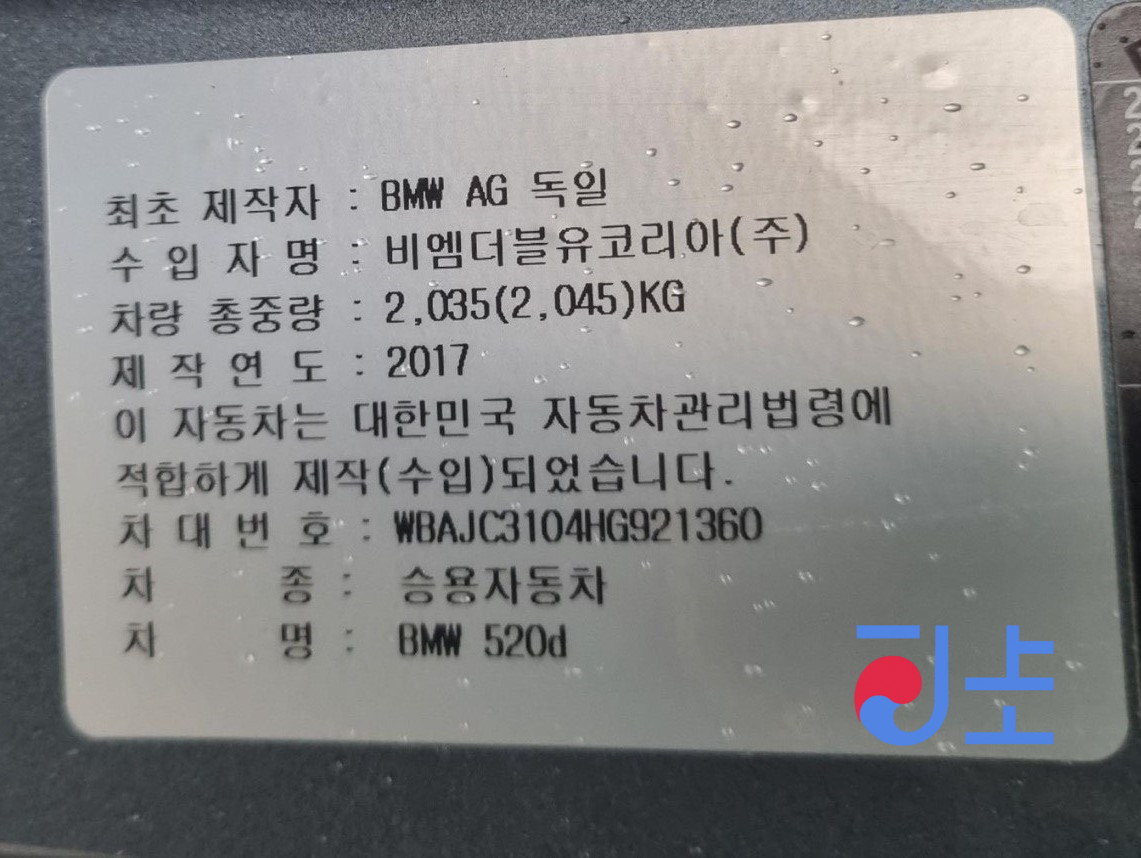 최초 제작자 : BMW AG 독일
수 입 자 명 : 비엠더블유코리아(주)
차량 총중량 : 2,035(2,045)KG
제 작 연 도 : 2017
이 자동차는 대한민국 자동차관리법령에
적합하게 제작(수입)되었습니다.
차 대 번 호 : WBAJC3104HG921360
차 종 : 승용자동차
차 명 : BMW 520d